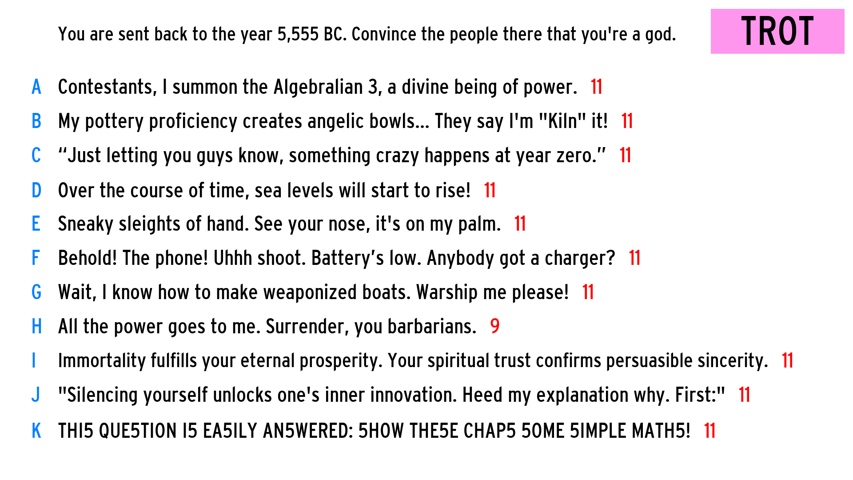 You are sent back to the year 5,555 BC. Convince the people there that you're a god.
TROT
A Contestants, I summon the Algebralian 3, a divine being of power. 11
B My pottery proficiency creates angelic bowls... They say I'm "Kiln" it! 11
C “Just letting you guys know, something crazy happens at year zero.” 11
D Over the course of time, sea levels will start to rise! 11
E Sneaky sleights of hand. See your nose, it's on my palm. 11
F Behold! The phone! Uhhh shoot. Battery’s low. Anybody got a charger? 11
G Wait, I know how to make weaponized boats. Warship me please! 11
H All the power goes to me. Surrender, you barbarians. 9
I Immortality fulfills your eternal prosperity. Your spiritual trust confirms persuasible sincerity. 11
J "Silencing yourself unlocks one's inner innovation. Heed my explanation why. First:" 11
K THI5 QUE5TION I5 EA5ILY AN5WERED: 5HOW THE5E CHAP5 5OME 5IMPLE MATH5! 11